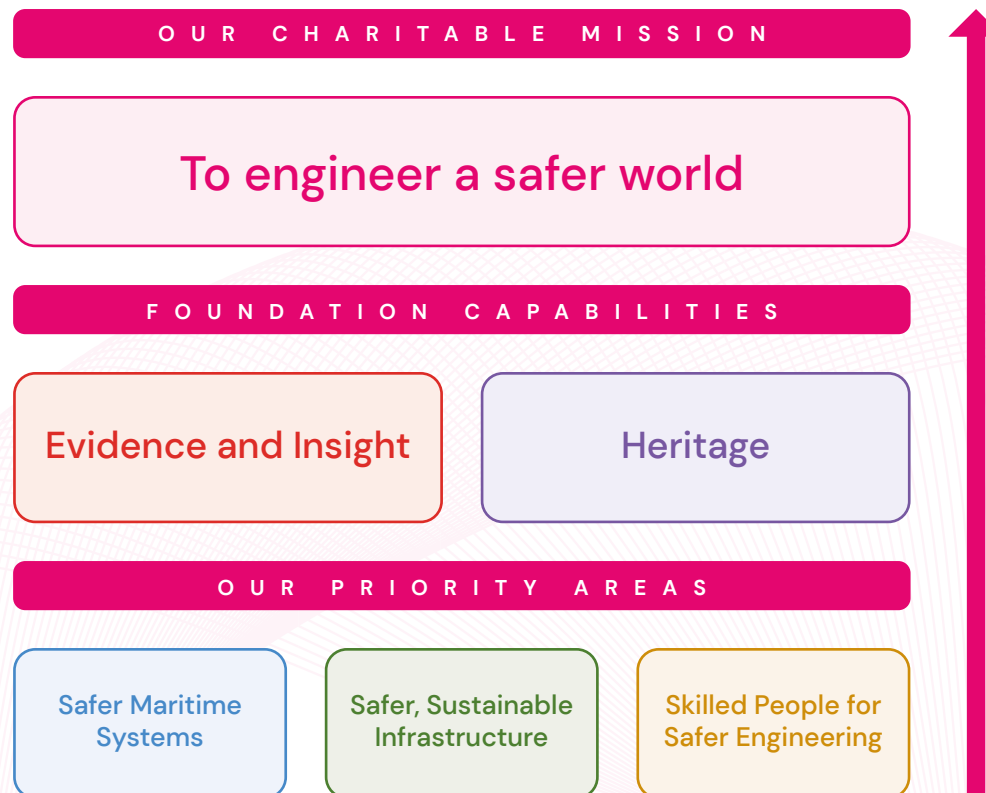 OUR CHARITABLE MISSION
To engineer a safer world
FOUNDATION CAPABILITIES
Evidence and Insight
Heritage
OUR PRIORITY AREAS
Safer Maritime
Systems
Safer, Sustainable
Infrastructure
Skilled People for
Safer Engineering